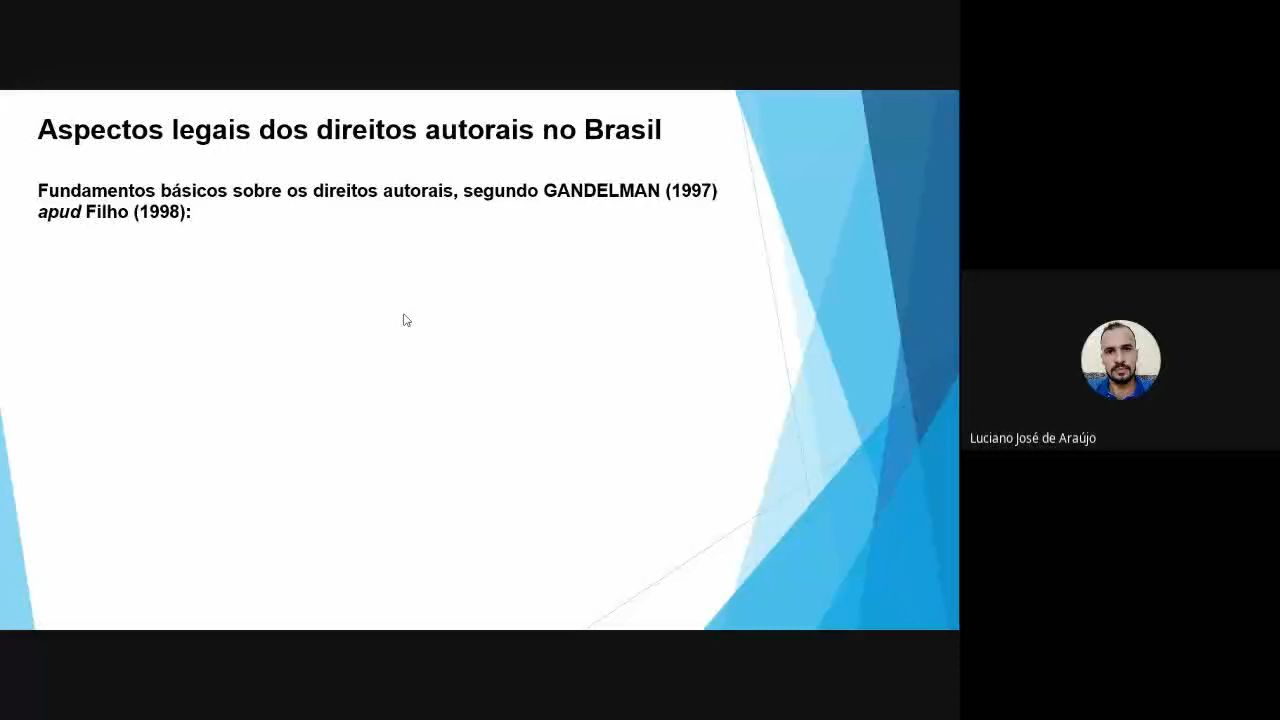 Aspectos legais dos direitos autorais no Brasil
Fundamentos básicos sobre os direitos autorais, segundo GANDELMAN (1997)
apud Filho (1998):
Luciano José de Araújo